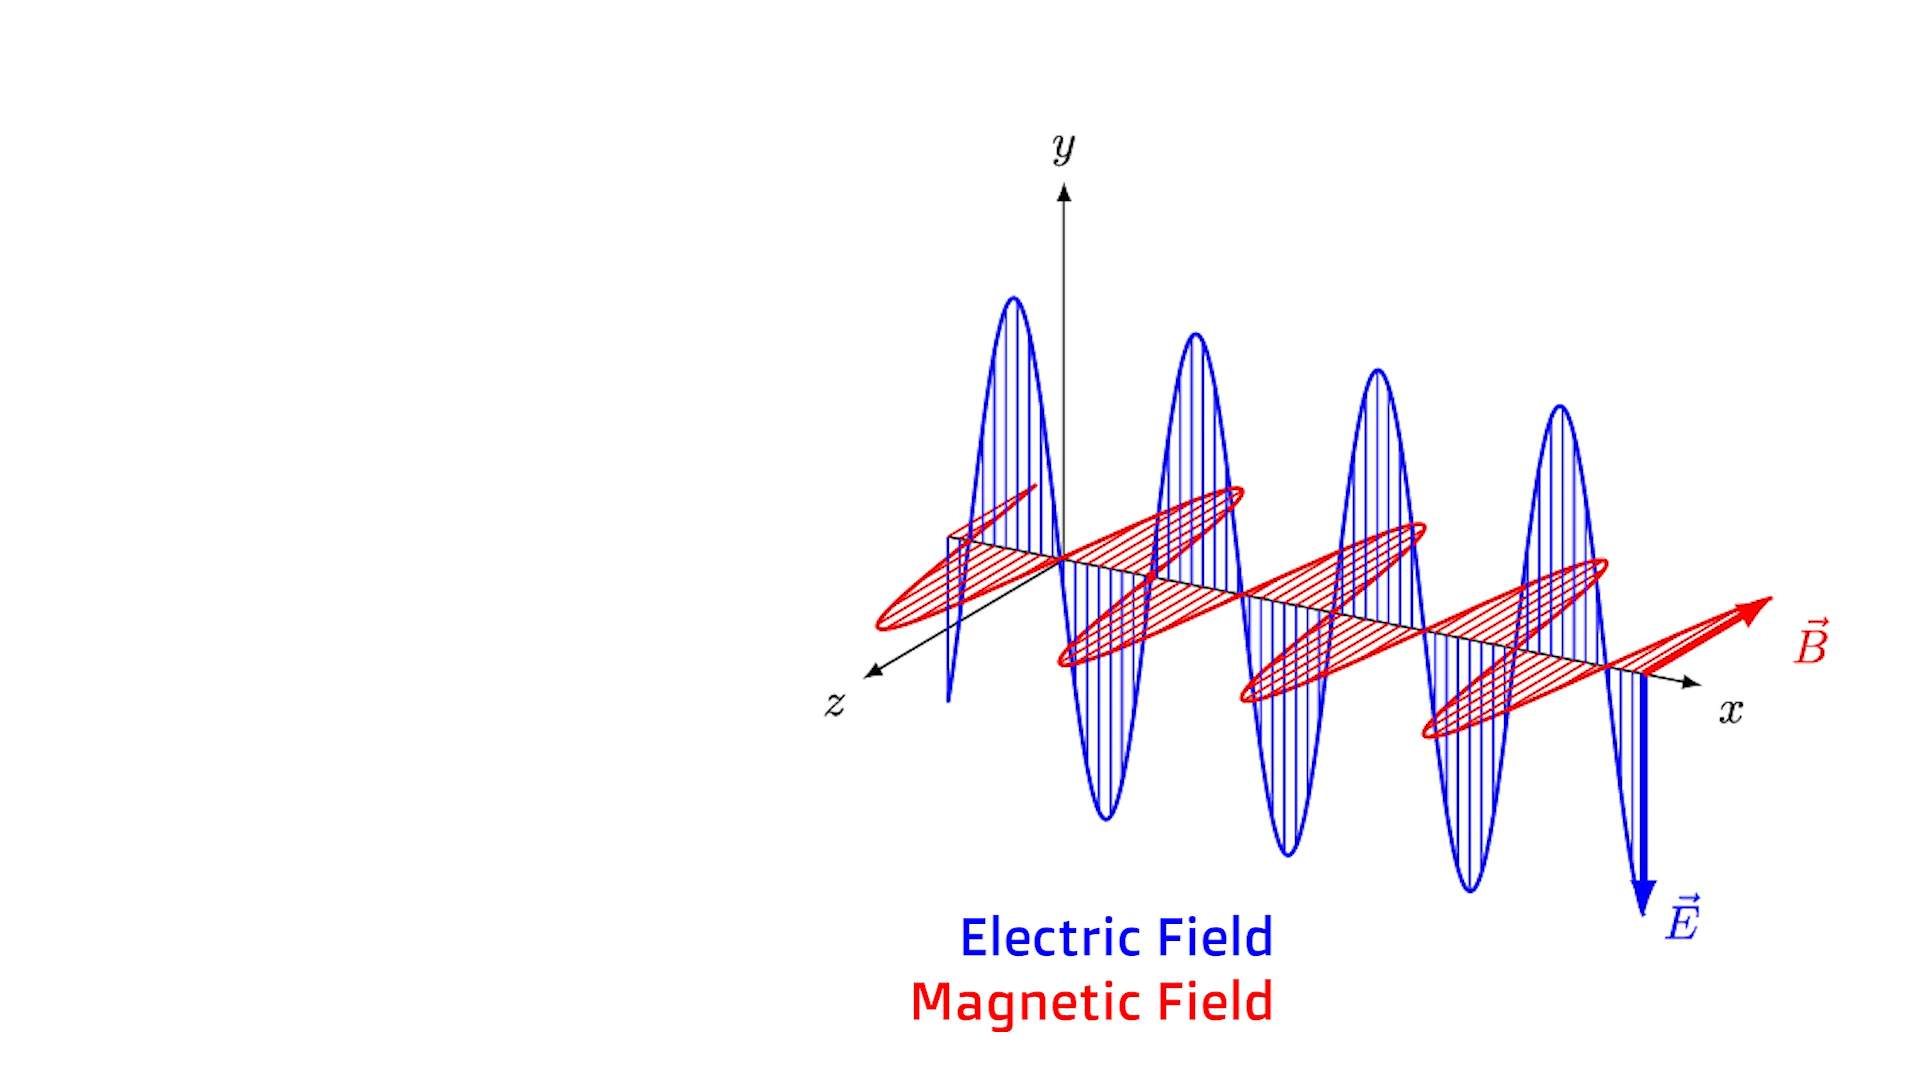 y
z
x
B⃗
E⃗
Electric Field
Magnetic Field